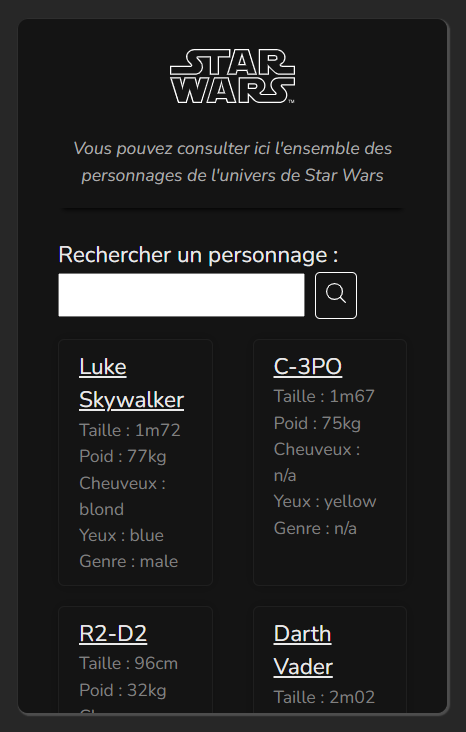 STAR
WARS™
Vous pouvez consulter ici l'ensemble des
personnages de l'univers de Star Wars
Rechercher un personnage :
Luke
Skywalker
Taille : 1m72
Poid : 77kg
Cheuveux :
blond
Yeux : blue
Genre : male
C-3PO
Taille : 1m67
Poid : 75kg
Cheuveux :
n/a
Yeux : yellow
Genre : n/a
R2-D2
Taille : 96cm
Poid : 32kg
Darth
Vader
Taille : 2m02